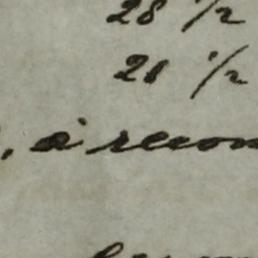 28 1/2
21 1/2
, à recon